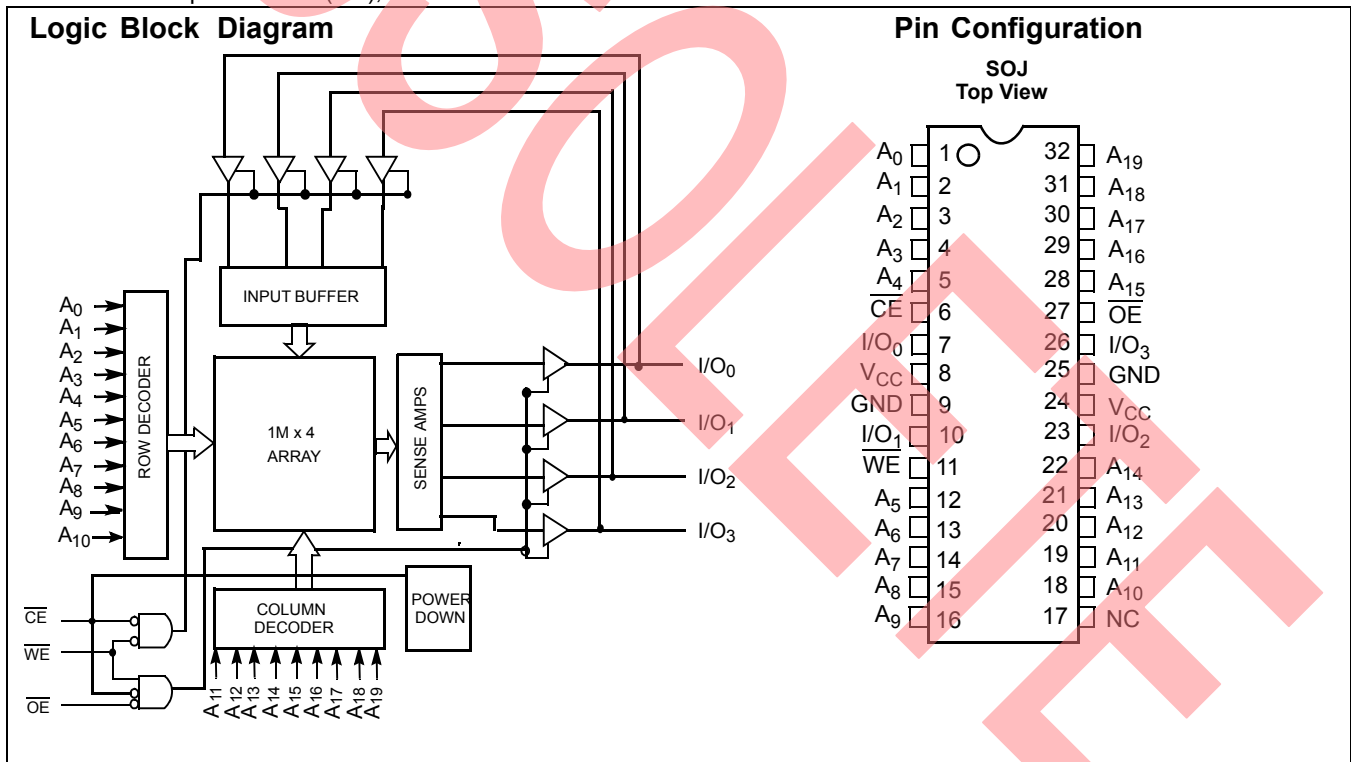 Logic Block Diagram
INPUT BUFFER
A0
A1
A2
A3
A4
A5
A6
A7
A8
A9
A10
ROW DECODER
1M x 4
ARRAY
SENSE AMPS
I/O0
I/O1
I/O2
I/O3
COLUMN
DECODER
POWER
DOWN
CE
WE
OE
A11
A12
A13
A14
A15
A16
A17
A18
A19
Pin Configuration
SOJ
Top View
A0 1 32 A19
A1 2 31 A18
A2 3 30 A17
A3 4 29 A16
A4 5 28 A15
CE 6 27 OE
I/O0 7 26 I/O3
VCC 8 25 GND
GND 9 24 VCC
I/O1 10 23 I/O2
WE 11 22 A14
A5 12 21 A13
A6 13 20 A12
A7 14 19 A11
A8 15 18 A10
A9 16 17 NC